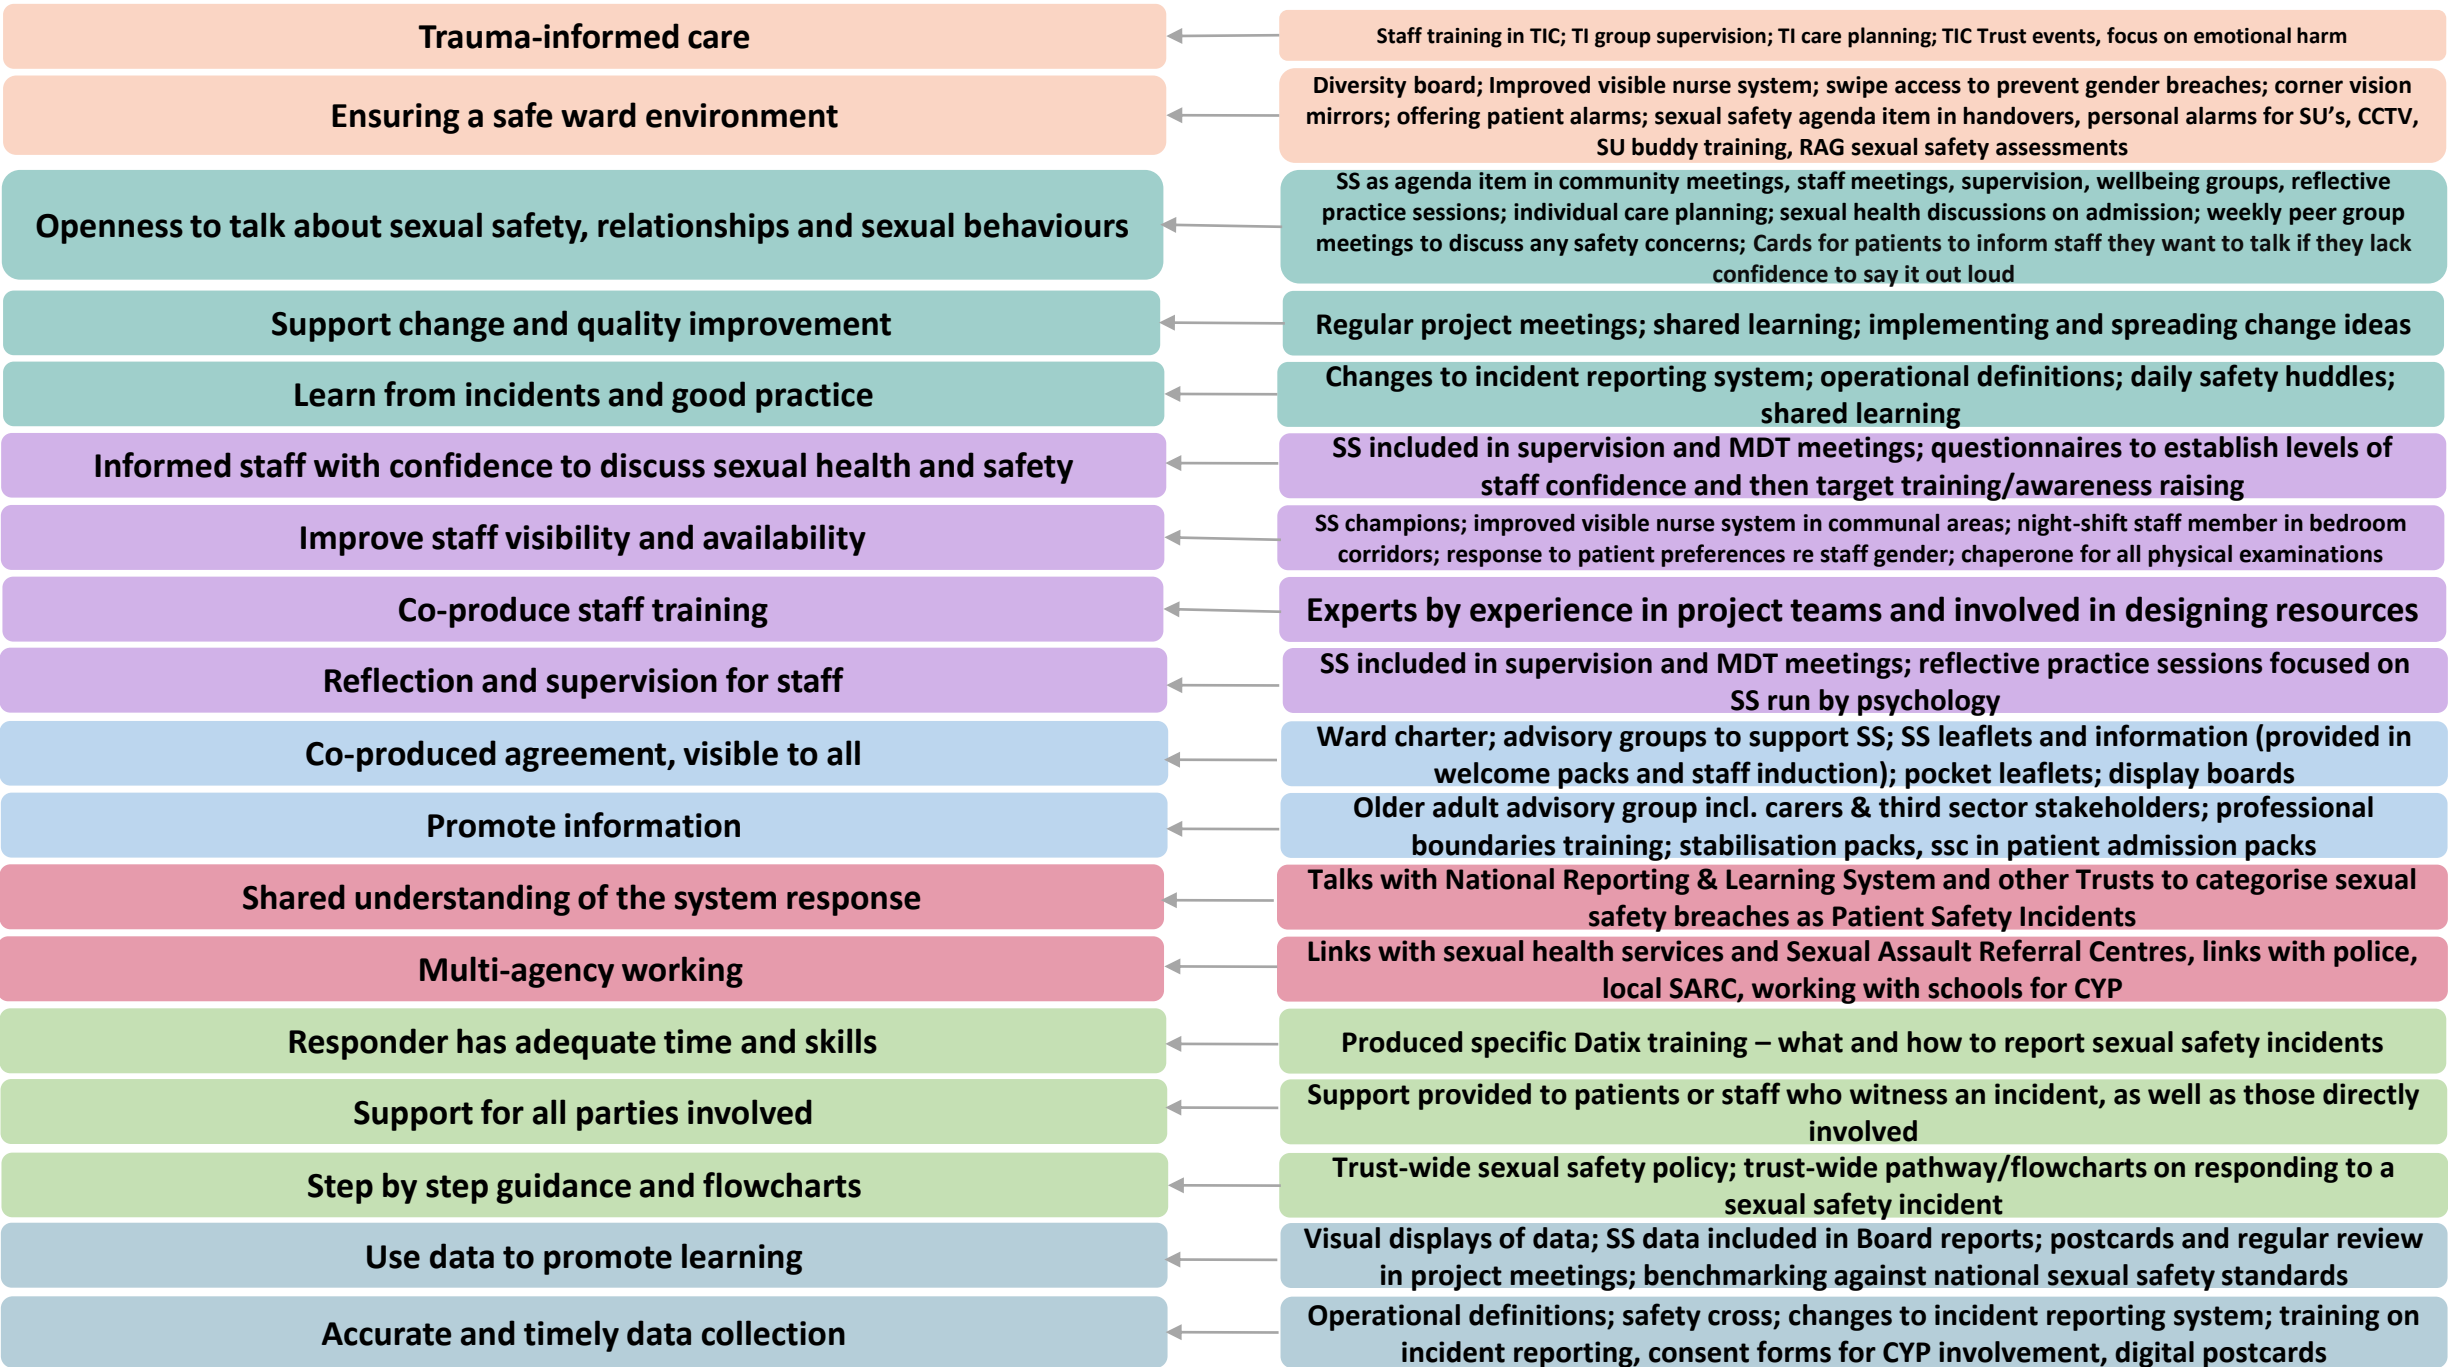 Trauma-informed care
Staff training in TIC; TI group supervision; TI care planning; TIC Trust events, focus on emotional harm
Ensuring a safe ward environment
Diversity board; Improved visible nurse system; swipe access to prevent gender breaches; corner vision
mirrors; offering patient alarms; sexual safety agenda item in handovers, personal alarms for SU's, CCTV,
SU buddy training, RAG sexual safety assessments
Openness to talk about sexual safety, relationships and sexual behaviours
SS as agenda item in community meetings, staff meetings, supervision, wellbeing groups, reflective
practice sessions; individual care planning; sexual health discussions on admission; weekly peer group
meetings to discuss any safety concerns; Cards for patients to inform staff they want to talk if they lack
confidence to say it out loud
Support change and quality improvement
Regular project meetings; shared learning; implementing and spreading change ideas
Learn from incidents and good practice
Changes to incident reporting system; operational definitions; daily safety huddles;
shared learning
Informed staff with confidence to discuss sexual health and safety
SS included in supervision and MDT meetings; questionnaires to establish levels of
staff confidence and then target training/awareness raising
Improve staff visibility and availability
SS champions; improved visible nurse system in communal areas; night-shift staff member in bedroom
corridors; response to patient preferences re staff gender; chaperone for all physical examinations
Co-produce staff training
Experts by experience in project teams and involved in designing resources
Reflection and supervision for staff
SS included in supervision and MDT meetings; reflective practice sessions focused on
SS run by psychology
Co-produced agreement, visible to all
Ward charter; advisory groups to support SS; SS leaflets and information (provided in
welcome packs and staff induction); pocket leaflets; display boards
Promote information
Older adult advisory group incl. carers & third sector stakeholders; professional
boundaries training; stabilisation packs, ssc in patient admission packs
Shared understanding of the system response
Talks with National Reporting & Learning System and other Trusts to categorise sexual
safety breaches as Patient Safety Incidents
Multi-agency working
Links with sexual health services and Sexual Assault Referral Centres, links with police,
local SARC, working with schools for CYP
Responder has adequate time and skills
Produced specific Datix training – what and how to report sexual safety incidents
Support for all parties involved
Support provided to patients or staff who witness an incident, as well as those directly
involved
Step by step guidance and flowcharts
Trust-wide sexual safety policy; trust-wide pathway/flowcharts on responding to a
sexual safety incident
Use data to promote learning
Visual displays of data; SS data included in Board reports; postcards and regular review
in project meetings; benchmarking against national sexual safety standards
Accurate and timely data collection
Operational definitions; safety cross; changes to incident reporting system; training on
incident reporting, consent forms for CYP involvement, digital postcards